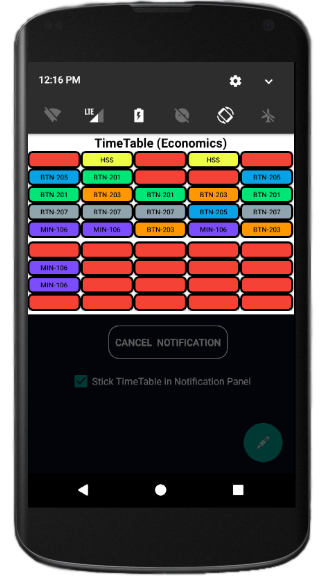 12:16 PM
LTE
TimeTable (Economics)
HSS HSS
BTN-205 BTN-201 BTN-205
BTN-201 BTN-203 BTN-201 BTN-203 BTN-201
BTN-207 BTN-207 BTN-207 BTN-205 BTN-207
MIN-106 MIN-106 BTN-203 MIN-106 BTN-203
MIN-106
MIN-106
CANCEL NOTIFICATION
Stick TimeTable in Notification Panel